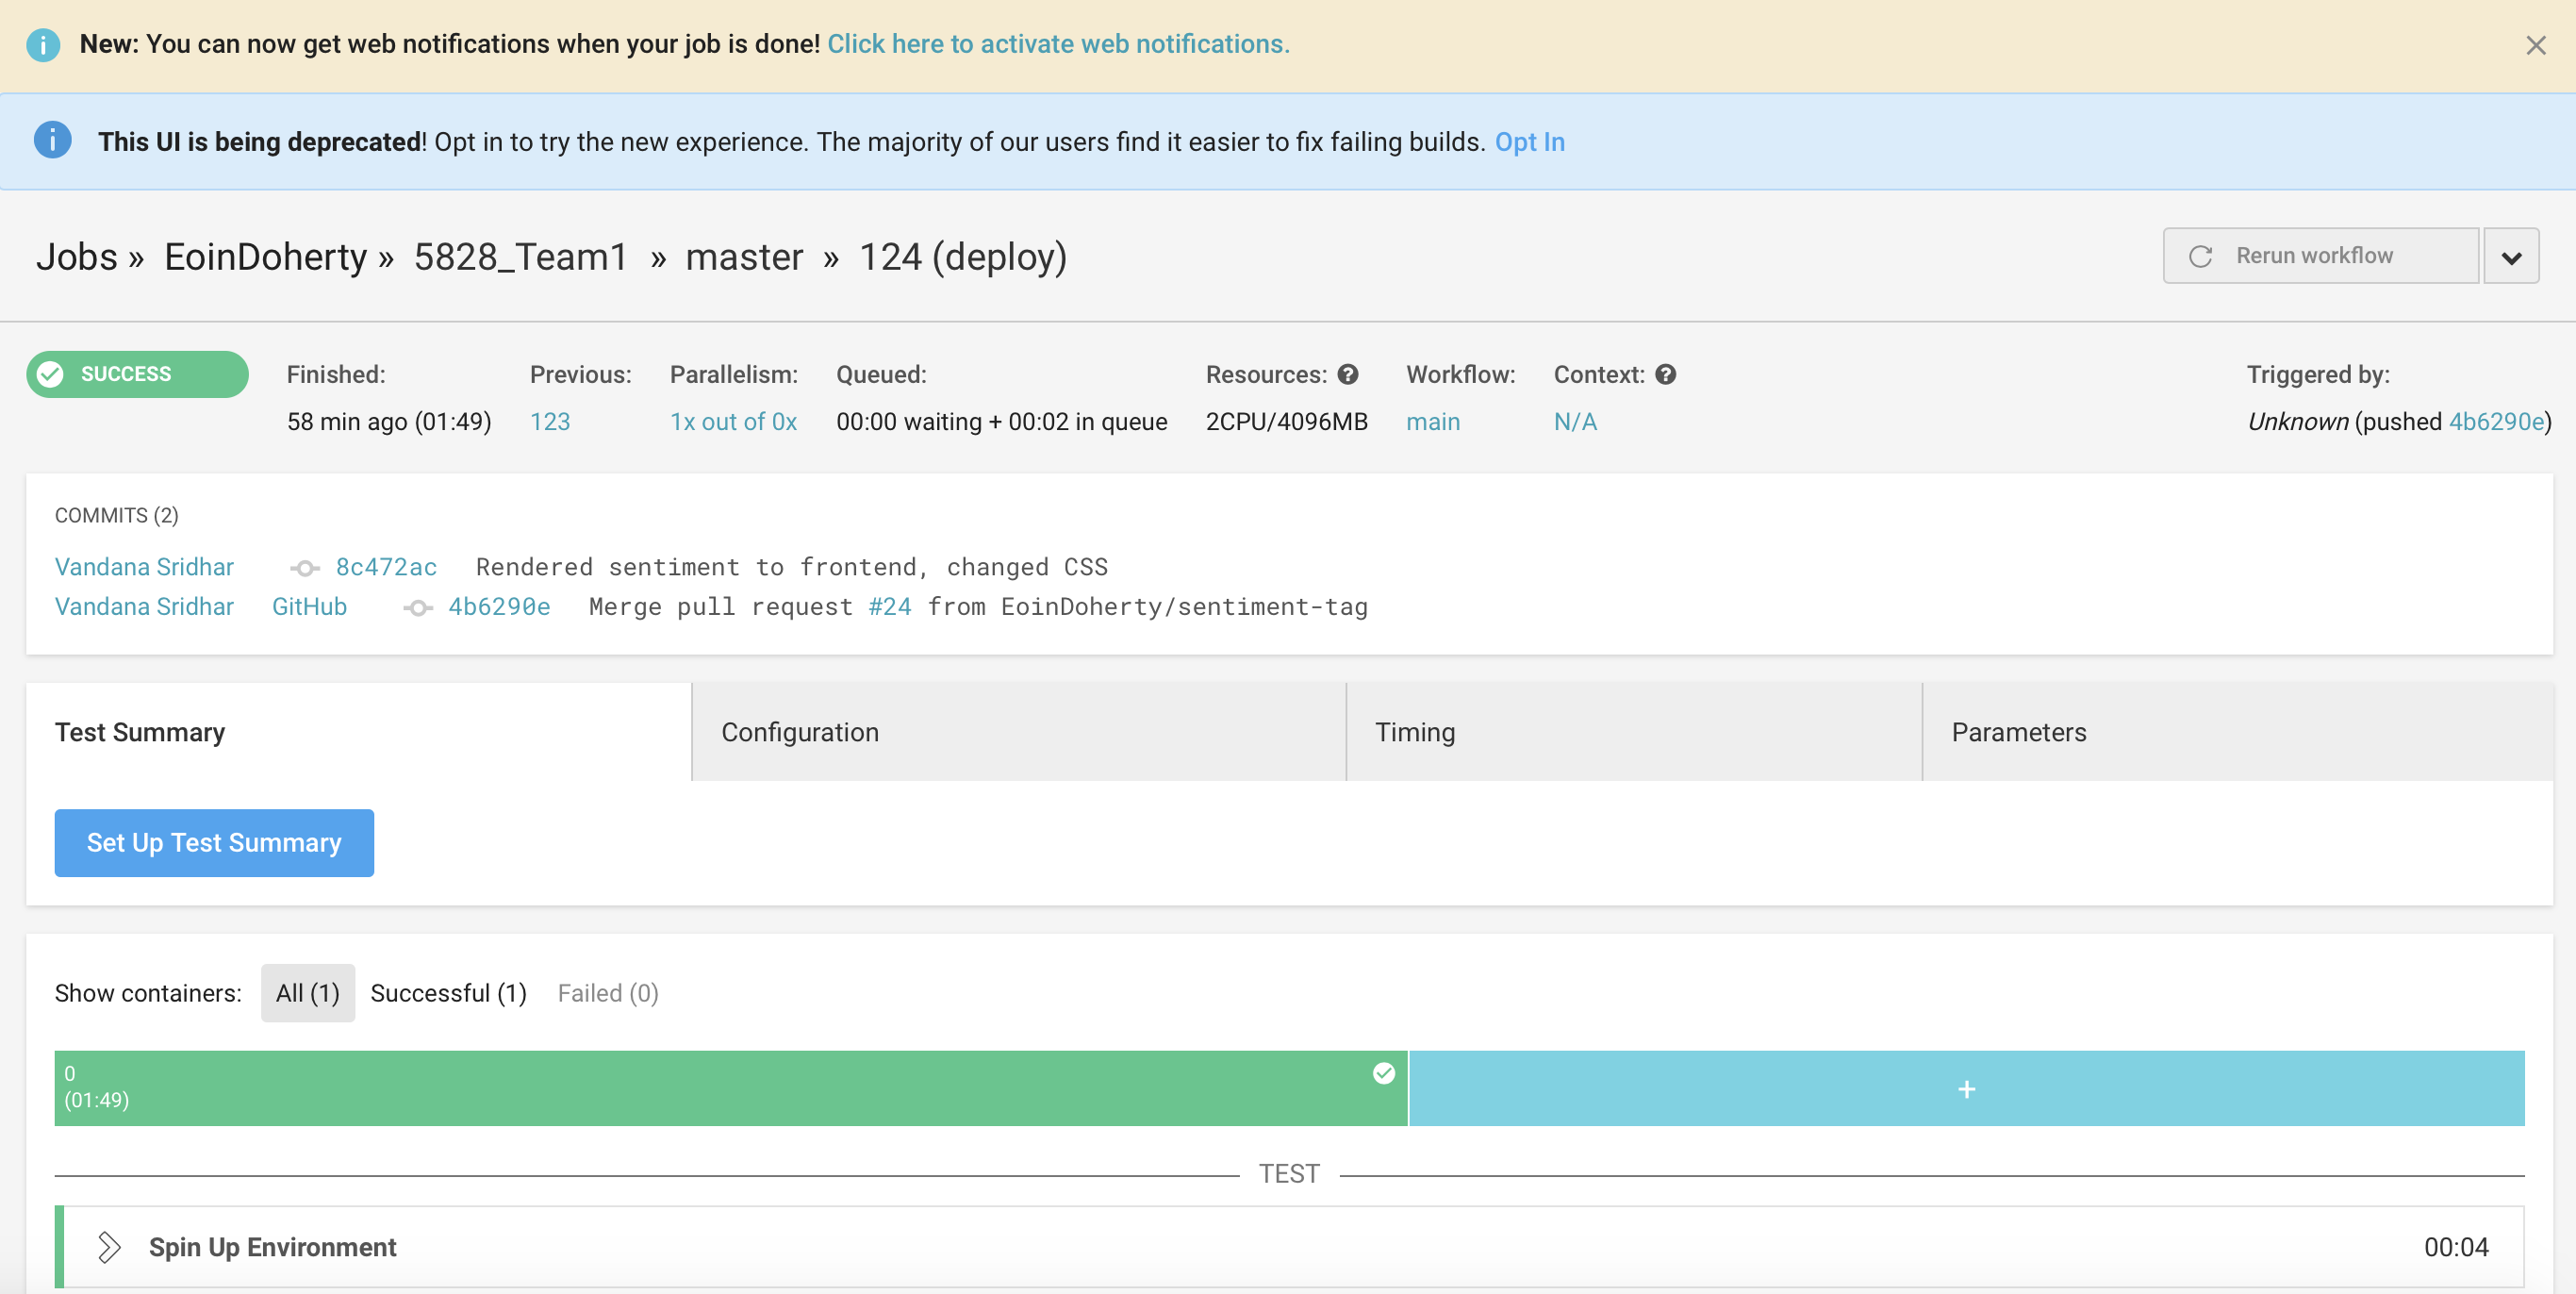 New: You can now get web notifications when your job is done! Click here to activate web notifications.
This UI is being deprecated! Opt in to try the new experience. The majority of our users find it easier to fix failing builds. Opt In
Jobs » EoinDoherty » 5828_Team1 » master » 124 (deploy)
Rerun workflow
SUCCESS
Finished:
58 min ago (01:49)
Previous:
123
Parallelism:
1x out of 0x
Queued:
00:00 waiting + 00:02 in queue
Resources:
2CPU/4096MB
Workflow:
main
Context:
N/A
Triggered by:
Unknown (pushed 4b6290e)
COMMITS (2)
Vandana Sridhar 8c472ac Rendered sentiment to frontend, changed CSS
Vandana Sridhar GitHub 4b6290e Merge pull request #24 from EoinDoherty/sentiment-tag
Test Summary
Configuration
Timing
Parameters
Set Up Test Summary
Show containers: All (1) Successful (1) Failed (0)
0
(01:49)
+
TEST
Spin Up Environment 00:04